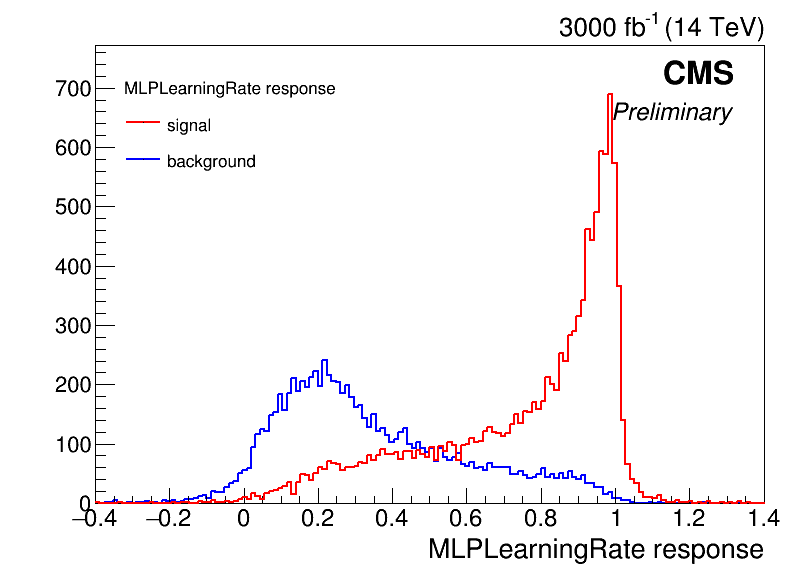 3000 fb-1 (14 TeV)
CMS
Preliminary
MLPLearningRate response
signal
background
700
600
500
400
300
200
100
0
−0.4 −0.2 0 0.2 0.4 0.6 0.8 1 1.2 1.4
MLPLearningRate response